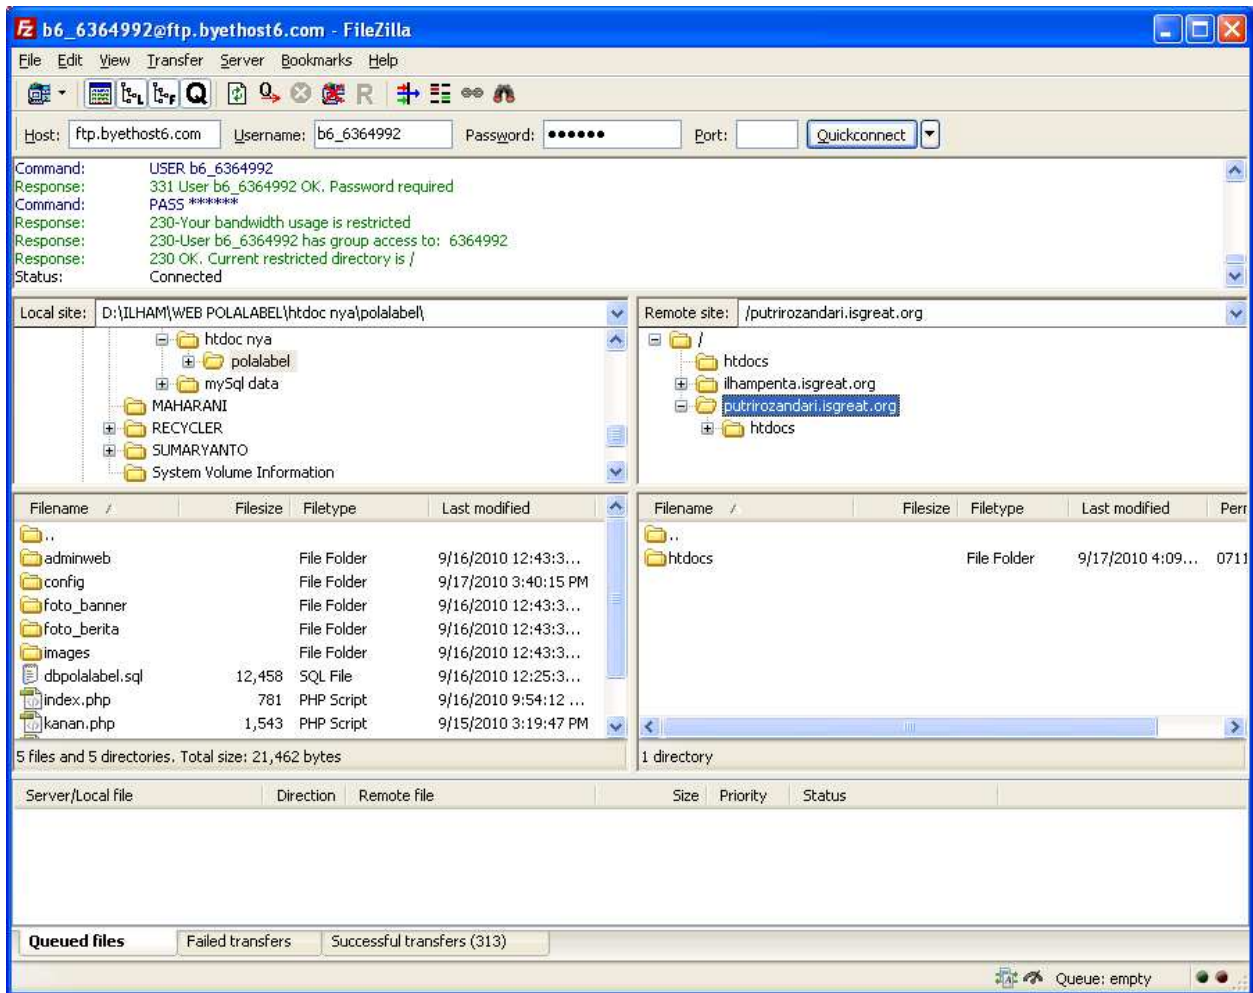 b6_6364992@ftp.byethost6.com - FileZilla
File Edit View Transfer Server Bookmarks Help
Host: ftp.byethost6.com Username: b6_6364992 Password: •••••• Port: Quickconnect
Command: USER b6_6364992
Response: 331 User b6_6364992 OK. Password required
Command: PASS ******
Response: 230-Your bandwidth usage is restricted
Response: 230-User b6_6364992 has group access to: 6364992
Response: 230 OK. Current restricted directory is /
Status: Connected
Local site: D:\ILHAM\WEB POLALABEL\htdoc nya\polalabel\
htdoc nya
polalabel
mySql data
MAHARANI
RECYCLER
SUMARYANTO
System Volume Information
Remote site: /putrirozandari.isgreat.org
/
htdocs
ilhampenta.isgreat.org
putrirozandari.isgreat.org
htdocs
Filename / Filesize Filetype Last modified
..
adminweb File Folder 9/16/2010 12:43:3...
config File Folder 9/17/2010 3:40:15 PM
foto_banner File Folder 9/16/2010 12:43:3...
foto_berita File Folder 9/16/2010 12:43:3...
images File Folder 9/16/2010 12:43:3...
dbpolalabel.sql 12,458 SQL File 9/16/2010 12:25:3...
index.php 781 PHP Script 9/16/2010 9:54:12 ...
kanan.php 1,543 PHP Script 9/15/2010 3:19:47 PM
5 files and 5 directories. Total size: 21,462 bytes
Filename / Filesize Filetype Last modified Perr
..
htdocs File Folder 9/17/2010 4:09... 0711
1 directory
Server/Local file Direction Remote file Size Priority Status
Queued files Failed transfers Successful transfers (313)
Queue: empty